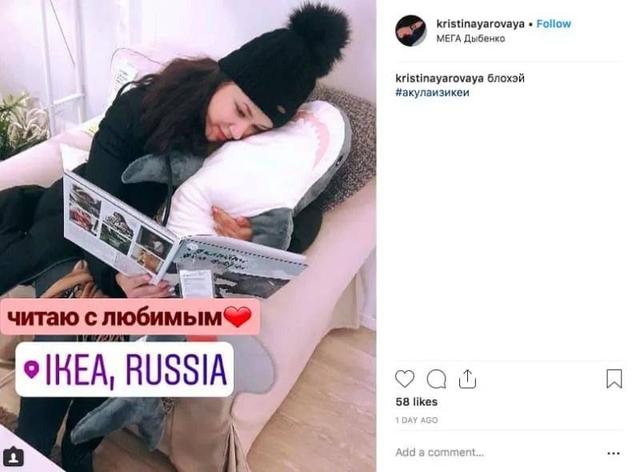 kristinayarovaya • Follow
МЕГА Дыбенко
kristinayarovaya блохэй
#акулаизикеи
читаю с любимым❤
IKEA, RUSSIA
58 likes
1 DAY AGO
Add a comment...